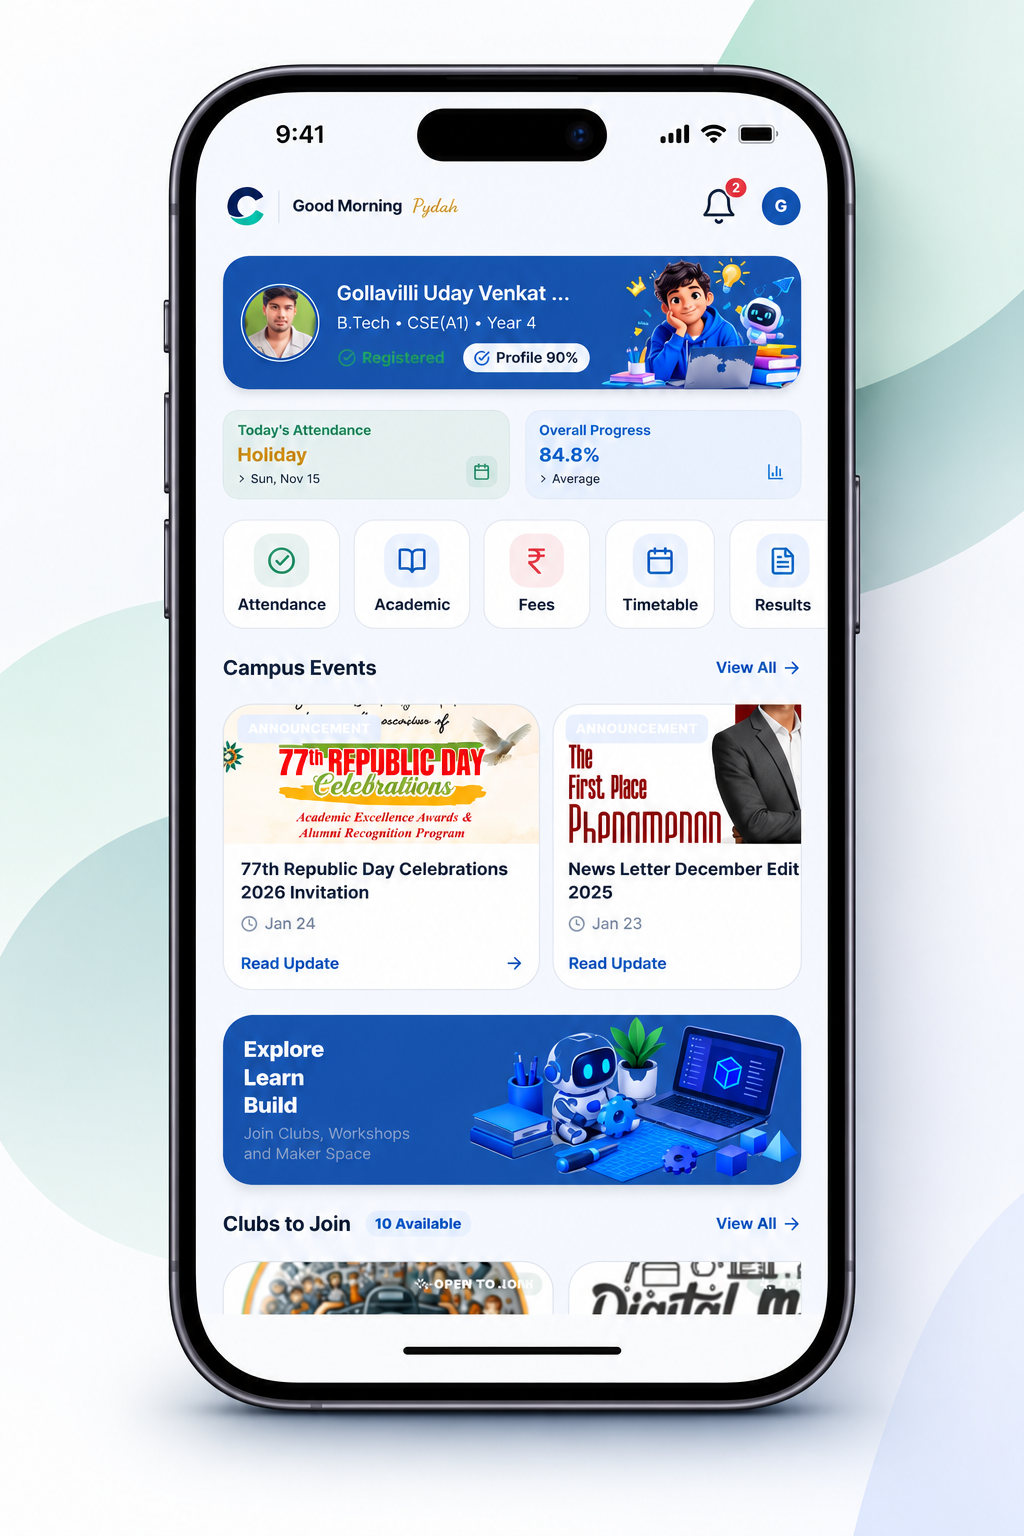 9:41
Good Morning Pydah
2
G
Gollavilli Uday Venkat ...
B.Tech • CSE(A1) • Year 4
Registered
Profile 90%
Today's Attendance
Holiday
Sun, Nov 15
Overall Progress
84.8%
Average
Attendance
Academic
Fees
Timetable
Results
Campus Events
View All
ANNOUNCEMENT
77th REPUBLIC DAY
Celebratiions
Academic Excellence Awards &
Alumni Recognition Program
77th Republic Day Celebrations
2026 Invitation
Jan 24
Read Update
ANNOUNCEMENT
The
First Place
News Letter December Edit
2025
Jan 23
Read Update
Explore
Learn
Build
Join Clubs, Workshops
and Maker Space
Clubs to Join
10 Available
View All
OPEN TO
Digital